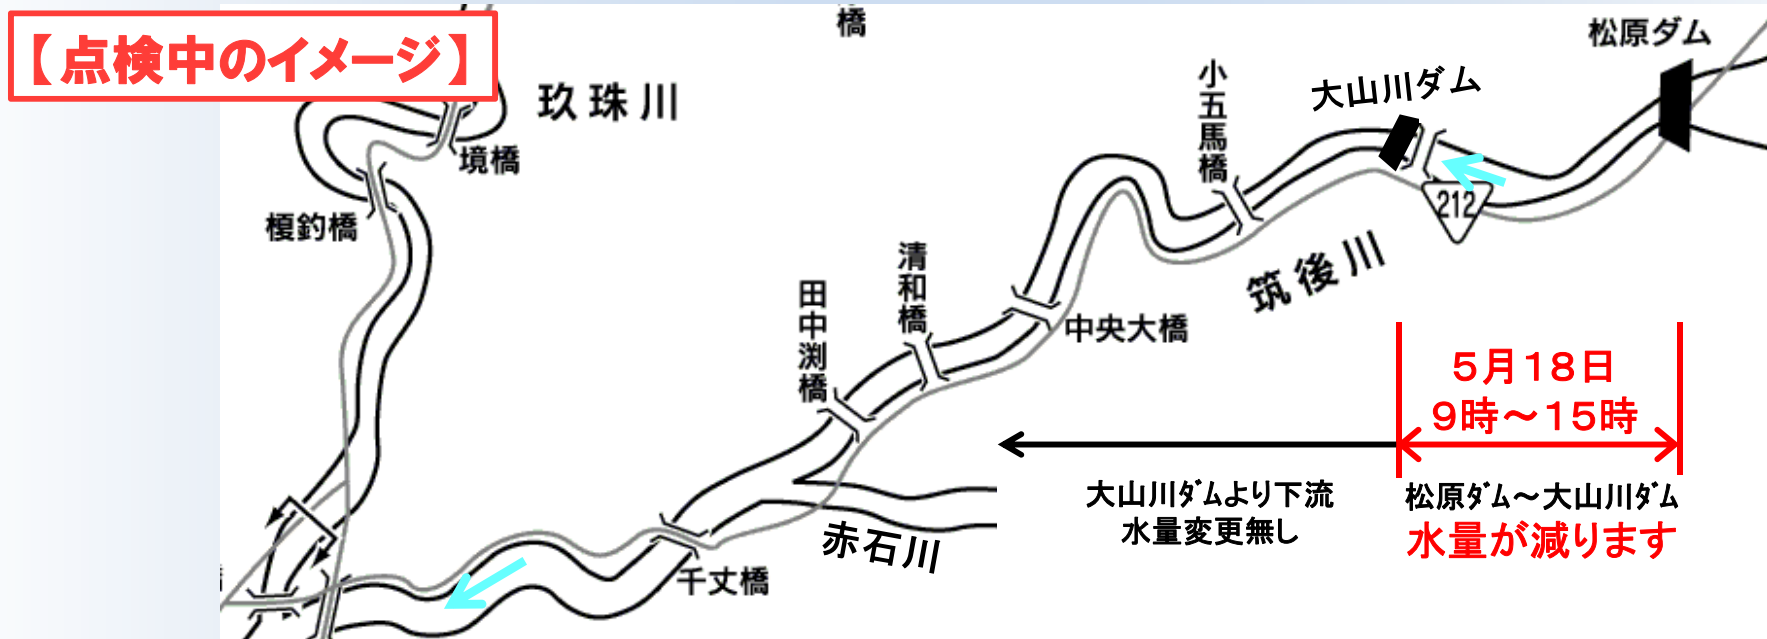 【点検中のイメージ】
橋
松原ダム
大山川ダム
小五馬橋
玖珠川
境橋
榎釣橋
212
筑後川
清和橋
田中渕橋
中央大橋
5月18日
9時～15時
大山川ダムより下流
水量変更無し
松原ダム～大山川ダム
水量が減ります
赤石川
千丈橋